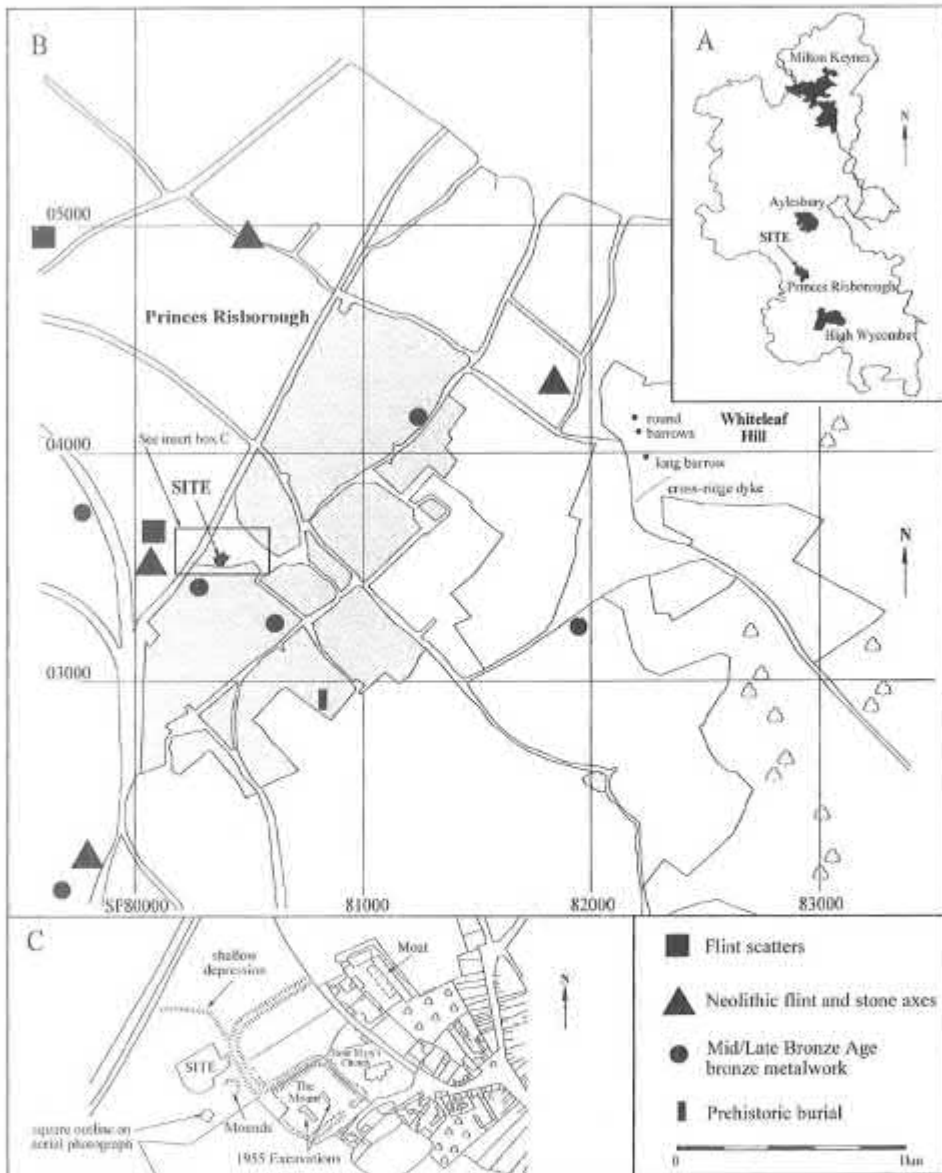 B
A
Milton Keynes
N
Aylesbury
SITE
Princes Risborough
High Wycombe
05000
Princes Risborough
04000
See insert box C
SITE
round
barrows
Whiteleaf
Hill
long barrow
cross-ridge dyke
N
03000
SP80000
81000
82000
83000
C
shallow
depression
Moat
N
SITE
Church
The
Mount
Mounds
square outline on
aerial photograph
1955 Excavations
Flint scatters
Neolithic flint and stone axes
Mid/Late Bronze Age
bronze metalwork
Prehistoric burial
0
1km